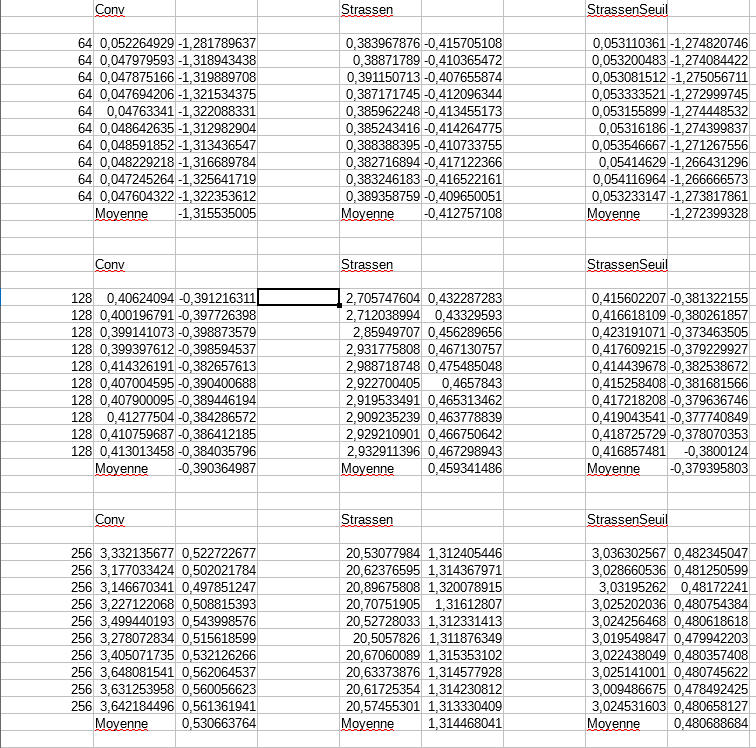 Conv Strassen StrassenSeuil
64 0,052264929 -1,281789637 0,383967876 -0,415705108 0,053110361 -1,274820746
64 0,047979593 -1,318943438 0,38871789 -0,410365472 0,053200483 -1,274084422
64 0,047875166 -1,319889708 0,391150713 -0,407655874 0,053081512 -1,275056711
64 0,047694206 -1,321534375 0,387171745 -0,412096344 0,053333521 -1,272999745
64 0,04763341 -1,322088331 0,385962248 -0,413455173 0,053155899 -1,274448532
64 0,048642635 -1,312982904 0,385243416 -0,414264775 0,05316186 -1,274399837
64 0,048591852 -1,313436547 0,388388395 -0,410733755 0,053546667 -1,271267556
64 0,048229218 -1,316689784 0,382716894 -0,417122366 0,05414629 -1,266431296
64 0,047245264 -1,325641719 0,383246183 -0,416522161 0,054116964 -1,266666573
64 0,047604322 -1,322353612 0,389358759 -0,409650051 0,053233147 -1,273817861
Moyenne -1,315535005 Moyenne -0,412757108 Moyenne -1,272399328
Conv Strassen StrassenSeuil
128 0,40624094 -0,391216311 2,705747604 0,432287283 0,415602207 -0,381322155
128 0,400196791 -0,397726398 2,712038994 0,43329593 0,416618109 -0,380261857
128 0,399141073 -0,398873579 2,85949707 0,456289656 0,423191071 -0,373463505
128 0,399397612 -0,398594537 2,931775808 0,467130757 0,417609215 -0,379229927
128 0,414326191 -0,382657613 2,988718748 0,475485048 0,414439678 -0,382538672
128 0,407004595 -0,390400688 2,922700405 0,4657843 0,415258408 -0,381681566
128 0,407900095 -0,389446194 2,919533491 0,465313462 0,417218208 -0,379636746
128 0,41277504 -0,384286572 2,909235239 0,463778839 0,419043541 -0,377740849
128 0,410759687 -0,386412185 2,929210901 0,466750642 0,418725729 -0,378070353
128 0,413013458 -0,384035796 2,932911396 0,467298943 0,416857481 -0,3800124
Moyenne -0,390364987 Moyenne 0,459341486 Moyenne -0,379395803
Conv Strassen StrassenSeuil
256 3,332135677 0,522722677 20,53077984 1,312405446 3,036302567 0,482345047
256 3,177033424 0,502021784 20,62376595 1,314367971 3,028660536 0,481250599
256 3,146670341 0,497851247 20,89675808 1,320078915 3,03195262 0,48172241
256 3,227122068 0,508815393 20,70751905 1,31612807 3,025202036 0,480754384
256 3,499440193 0,543998576 20,52728033 1,312331413 3,024256468 0,480618618
256 3,278072834 0,515618599 20,5057826 1,311876349 3,019549847 0,479942203
256 3,405071735 0,532126266 20,67060089 1,315353102 3,022438049 0,480357408
256 3,648081541 0,562064537 20,63373876 1,314577928 3,025141001 0,480745622
256 3,631253958 0,560056623 20,61725354 1,314230812 3,009486675 0,478492425
256 3,642184496 0,561361941 20,57455301 1,313330409 3,024531603 0,480658127
Moyenne 0,530663764 Moyenne 1,314468041 Moyenne 0,480688684